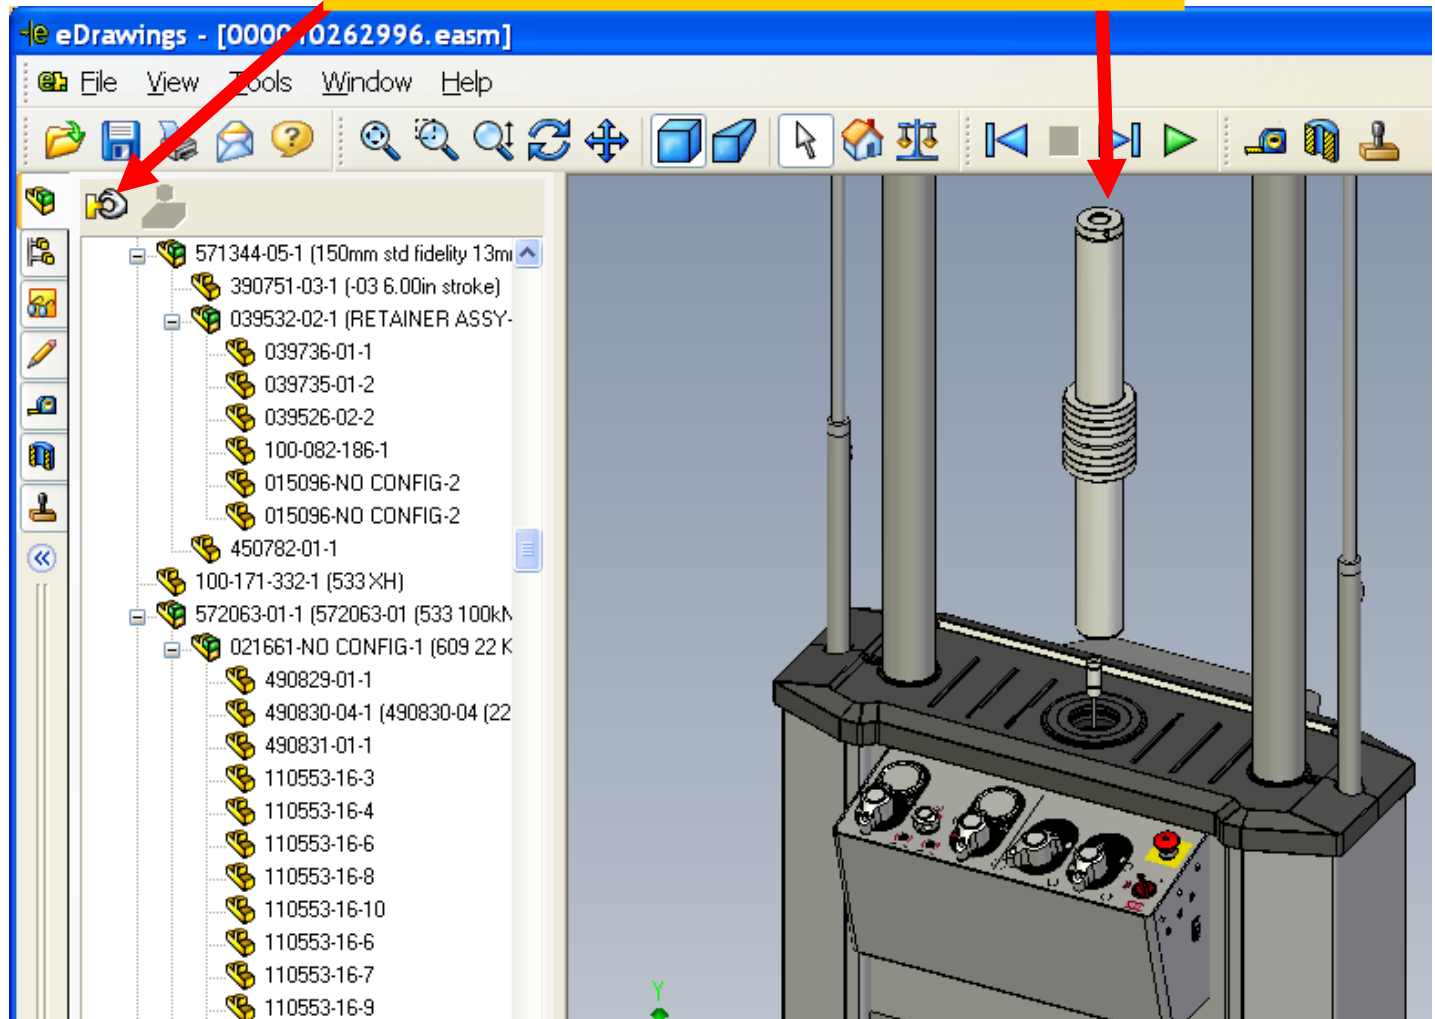 eDrawings - [000010262996.easm]
File View Tools Window Help
571344-05-1 (150mm std fidelity 13m
390751-03-1 (-03 6.00in stroke)
039532-02-1 (RETAINER ASSY-
039736-01-1
039735-01-2
039526-02-2
100-082-186-1
015096-NO CONFIG-2
015096-NO CONFIG-2
450782-01-1
100-171-332-1 (533 XH)
572063-01-1 (572063-01 (533 100kN
021661-NO CONFIG-1 (609 22 K
490829-01-1
490830-04-1 (490830-04 (22
490831-01-1
110553-16-3
110553-16-4
110553-16-6
110553-16-8
110553-16-10
110553-16-6
110553-16-7
110553-16-9
Y